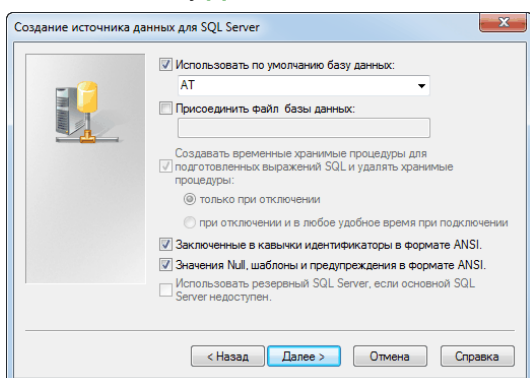 Создание источника данных для SQL Server
Использовать по умолчанию базу данных:
AT
Присоединить файл базы данных:
Создавать временные хранимые процедуры для
подготовленных выражений SQL и удалять хранимые
процедуры:
только при отключении
при отключении и в любое удобное время при подключении
Заключенные в кавычки идентификаторы в формате ANSI.
Значения Null, шаблоны и предупреждения в формате ANSI.
Использовать резервный SQL Server, если основной SQL
Server недоступен.
< Назад Далее > Отмена Справка